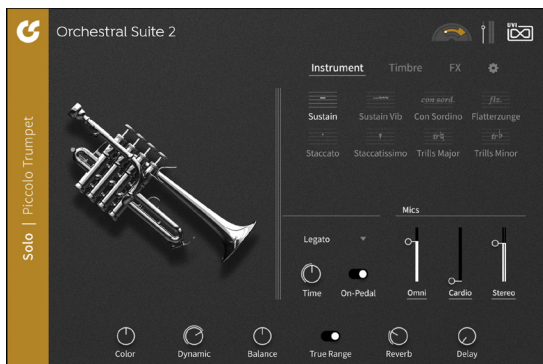 Orchestral Suite 2
UVI
Solo | Piccolo Trumpet
Instrument Timbre FX
con sord. flz.
Sustain Sustain Vib Con Sordino Flatterzunge
Staccato Staccatissimo Trills Major Trills Minor
Mics
Legato
Time On-Pedal Omni Cardio Stereo
Color Dynamic Balance True Range Reverb Delay